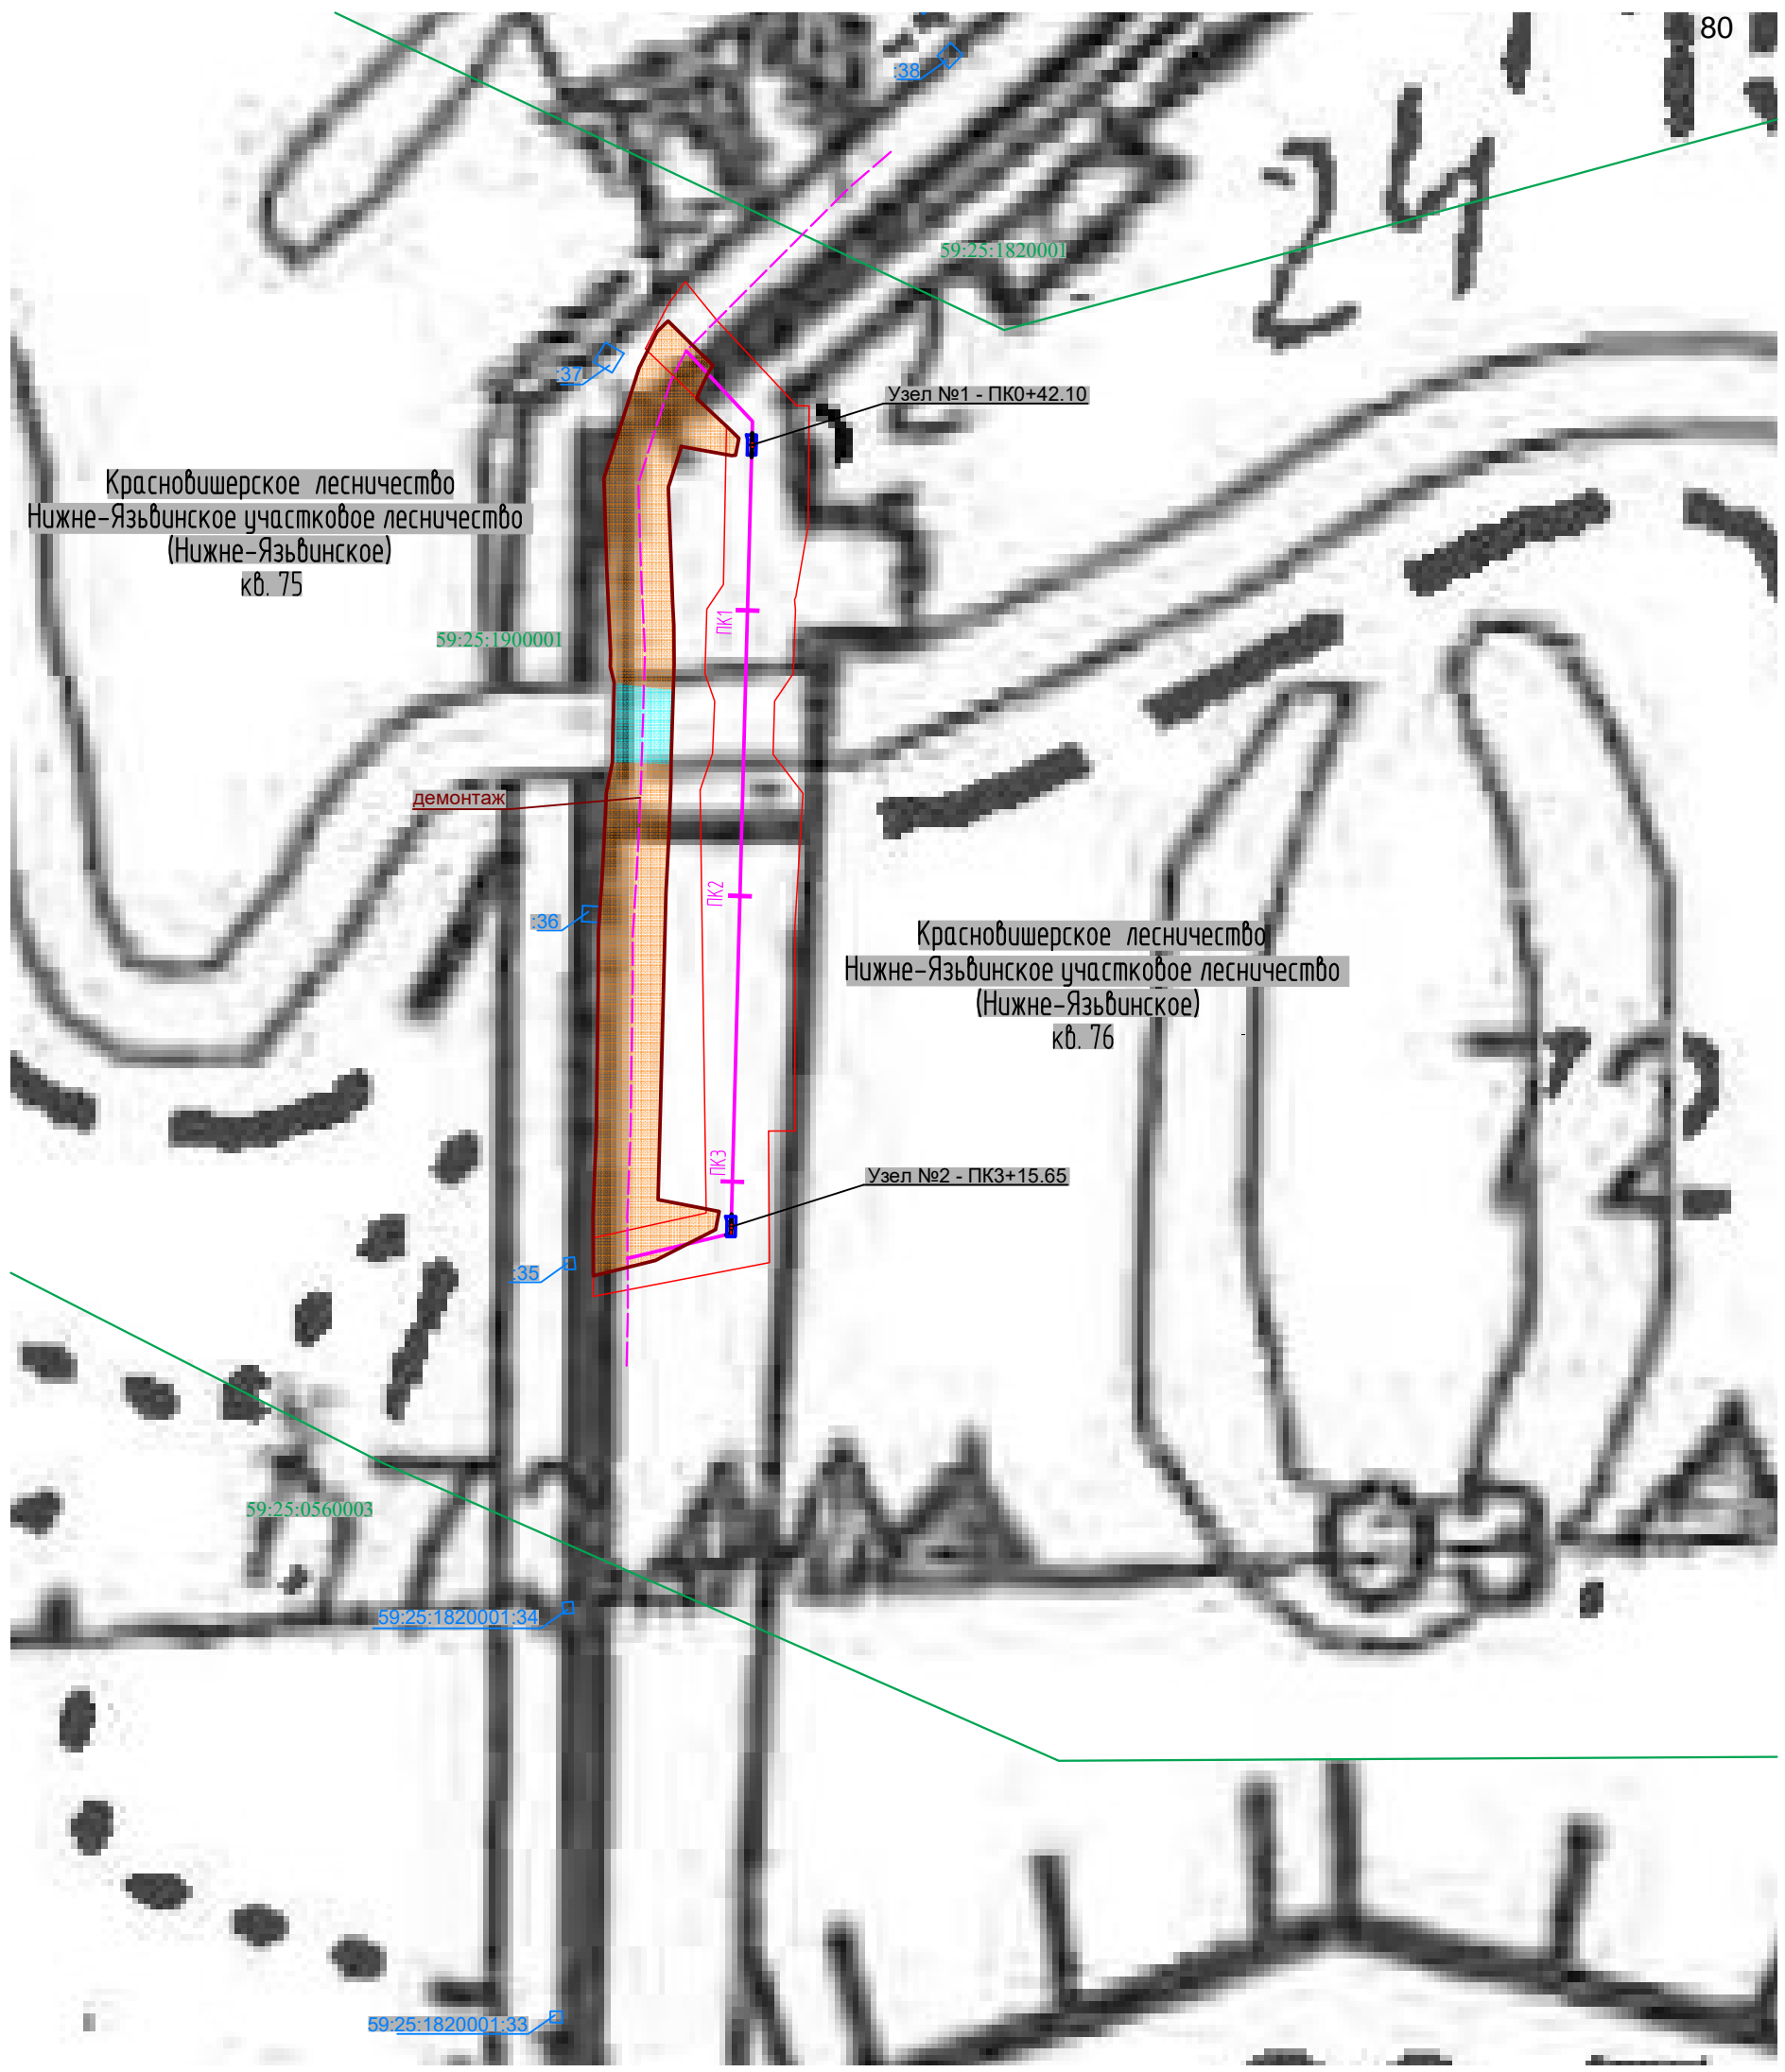 80
:38
24
59:25:1820001
:37
Узел №1 - ПК0+42.10
Красновишерское лесничество
Нижне-Язьвинское участковое лесничество
(Нижне-Язьвинское)
кв. 75
ПК1
59:25:1900001
демонтаж
ПК2
:36
Красновишерское лесничество
Нижне-Язьвинское участковое лесничество
(Нижне-Язьвинское)
кв. 76
ПК3
Узел №2 - ПК3+15.65
:35
59:25:0560003
59:25:1820001:34
59:25:1820001:33